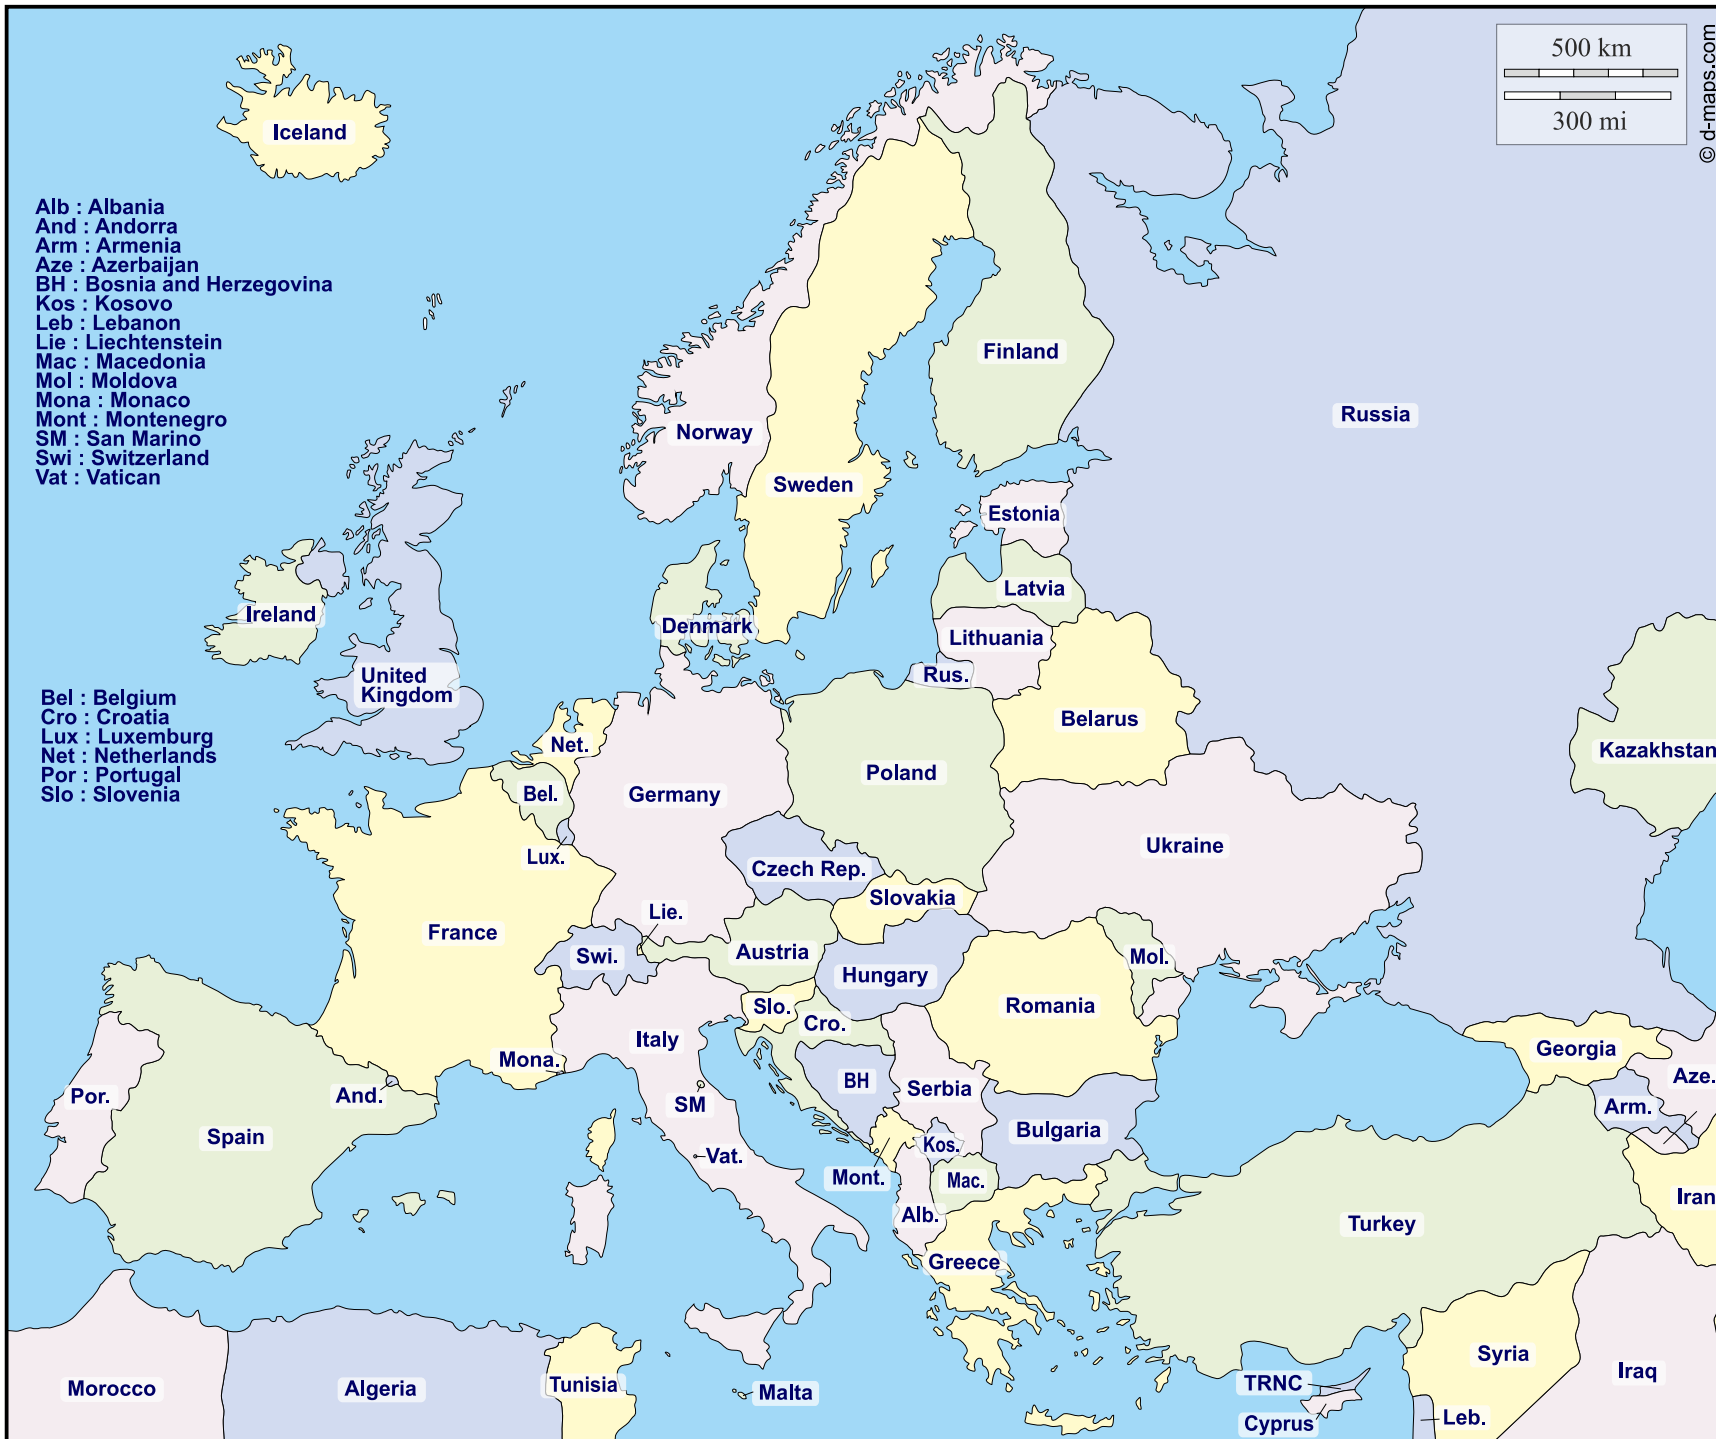 500 km
300 mi
© d-maps.com
Iceland
Alb : Albania
And : Andorra
Arm : Armenia
Aze : Azerbaijan
BH : Bosnia and Herzegovina
Kos : Kosovo
Leb : Lebanon
Lie : Liechtenstein
Mac : Macedonia
Mol : Moldova
Mona : Monaco
Mont : Montenegro
SM : San Marino
Swi : Switzerland
Vat : Vatican
Finland
Russia
Norway
Sweden
Estonia
Latvia
Ireland
Denmark
Lithuania
United
Kingdom
Rus.
Bel : Belgium
Cro : Croatia
Lux : Luxemburg
Net : Netherlands
Por : Portugal
Slo : Slovenia
Belarus
Net.
Kazakhstan
Poland
Bel.
Germany
Ukraine
Lux.
Czech Rep.
Slovakia
Lie.
France
Austria
Swi.
Mol.
Hungary
Romania
Slo.
Cro.
Italy
Georgia
Mona.
Aze.
BH
Serbia
And.
Por.
SM
Arm.
Spain
Bulgaria
Kos.
Vat.
Mont.
Mac.
Iran
Alb.
Turkey
Greece
Syria
Iraq
TRNC
Morocco
Algeria
Tunisia
Malta
Cyprus
Leb.